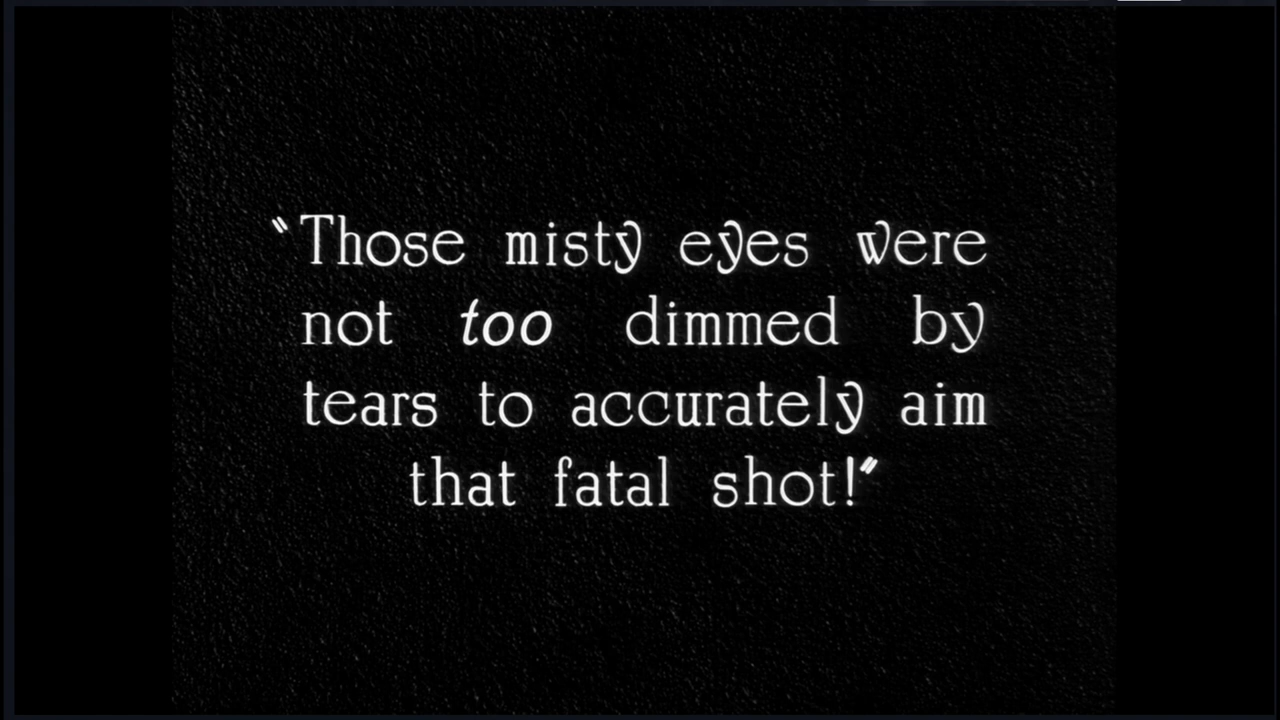 "Those misty eyes were
not too dimmed by
tears to accurately aim
that fatal shot!"